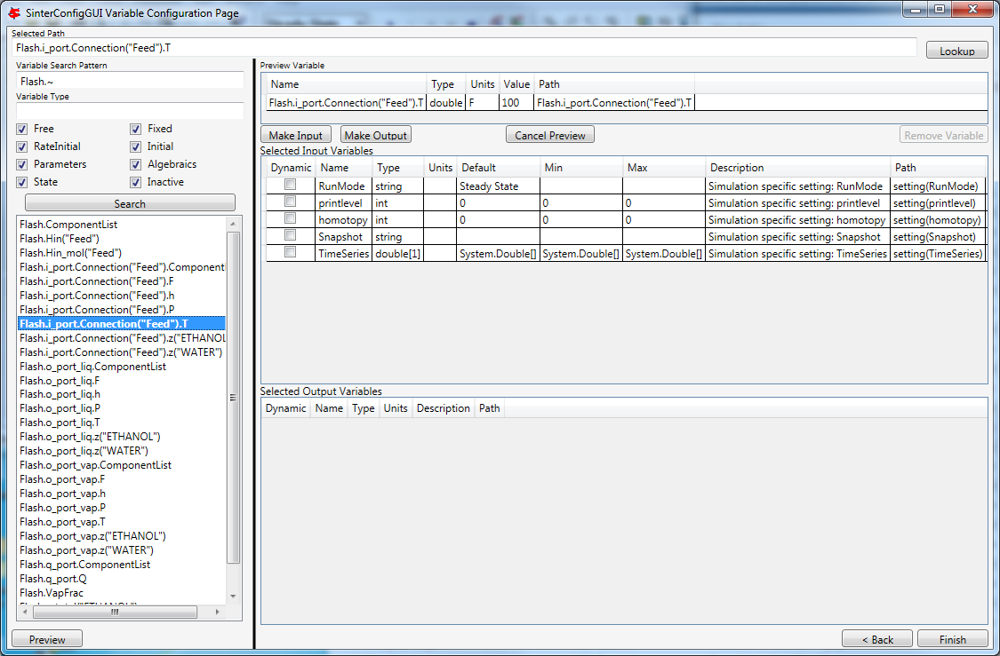 SinterConfigGUI Variable Configuration Page
Selected Path
Flash.i_port.Connection("Feed").T
Lookup
Variable Search Pattern
Flash.~
Variable Type
Free Fixed
RateInitial Initial
Parameters Algebraics
State Inactive
Search
Flash.ComponentList
Flash.Hin("Feed")
Flash.Hin_mol("Feed")
Flash.i_port.Connection("Feed").Component
Flash.i_port.Connection("Feed").F
Flash.i_port.Connection("Feed").h
Flash.i_port.Connection("Feed").P
Flash.i_port.Connection("Feed").T
Flash.i_port.Connection("Feed").z("ETHANOL
Flash.i_port.Connection("Feed").z("WATER")
Flash.o_port_liq.ComponentList
Flash.o_port_liq.F
Flash.o_port_liq.h
Flash.o_port_liq.P
Flash.o_port_liq.T
Flash.o_port_liq.z("ETHANOL")
Flash.o_port_liq.z("WATER")
Flash.o_port_vap.ComponentList
Flash.o_port_vap.F
Flash.o_port_vap.h
Flash.o_port_vap.P
Flash.o_port_vap.T
Flash.o_port_vap.z("ETHANOL")
Flash.o_port_vap.z("WATER")
Flash.q_port.ComponentList
Flash.q_port.Q
Flash.VapFrac
Preview
Preview Variable
Name Type Units Value Path
Flash.i_port.Connection("Feed").T double F 100 Flash.i_port.Connection("Feed").T
Make Input Make Output Cancel Preview Remove Variable
Selected Input Variables
Dynamic Name Type Units Default Min Max Description Path
RunMode string Steady State Simulation specific setting: RunMode setting(RunMode)
printlevel int 0 0 0 Simulation specific setting: printlevel setting(printlevel)
homotopy int 0 0 0 Simulation specific setting: homotopy setting(homotopy)
Snapshot string Simulation specific setting: Snapshot setting(Snapshot)
TimeSeries double[1] System.Double[] System.Double[] System.Double[] Simulation specific setting: TimeSeries setting(TimeSeries)
Selected Output Variables
Dynamic Name Type Units Description Path
< Back Finish